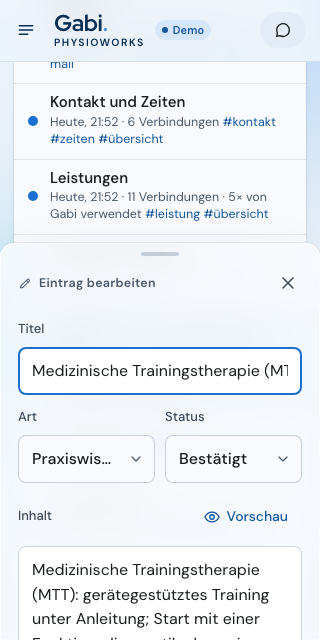 Gabi.
PHYSIOWORKS
Demo
mail
Kontakt und Zeiten
Heute, 21:52 · 6 Verbindungen #kontakt
#zeiten #übersicht
Leistungen
Heute, 21:52 · 11 Verbindungen · 5× von
Gabi verwendet #leistung #übersicht
Eintrag bearbeiten
Titel
Medizinische Trainingstherapie (MT
Art
Status
Praxiswis...
Bestätigt
Inhalt
Vorschau
Medizinische Trainingstherapie
(MTT): gerätegestütztes Training
unter Anleitung; Start mit einer